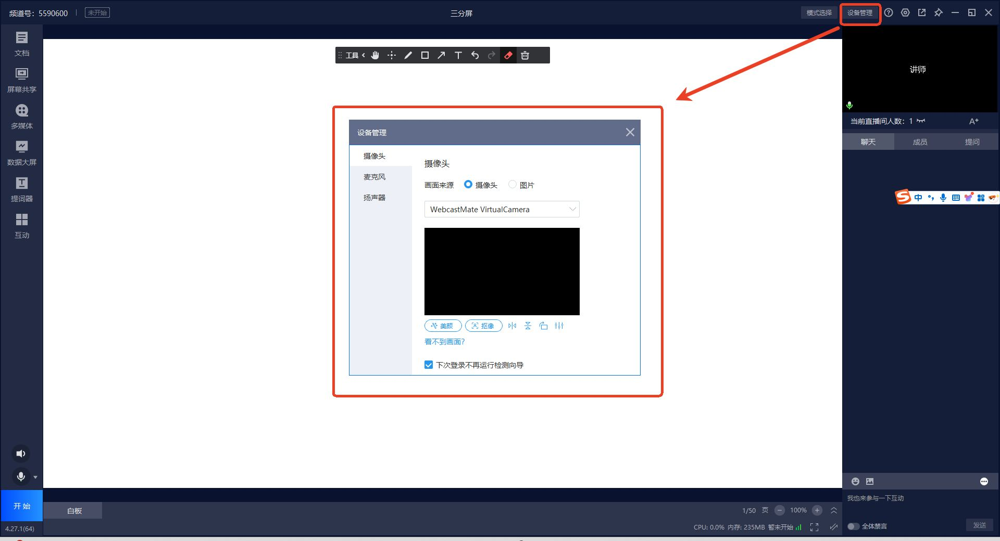 频道号：5590600 | 未开始
三分屏
模式选择 设备管理
文档
屏幕共享
多媒体
数据大屏
提词器
互动
工具
设备管理
摄像头
麦克风
扬声器
摄像头
画面来源 摄像头 图片
WebcastMate VirtualCamera
美颜 抠像
看不到画面?
下次登录不再运行检测向导
讲师
当前直播间人数：1 A+
聊天 成员 提问
中
开 始
4.27.1(64)
白板
1/50 页 100%
CPU: 0.0% 内存: 235MB 暂未开始
我也来参与一下互动
全体禁言 发送